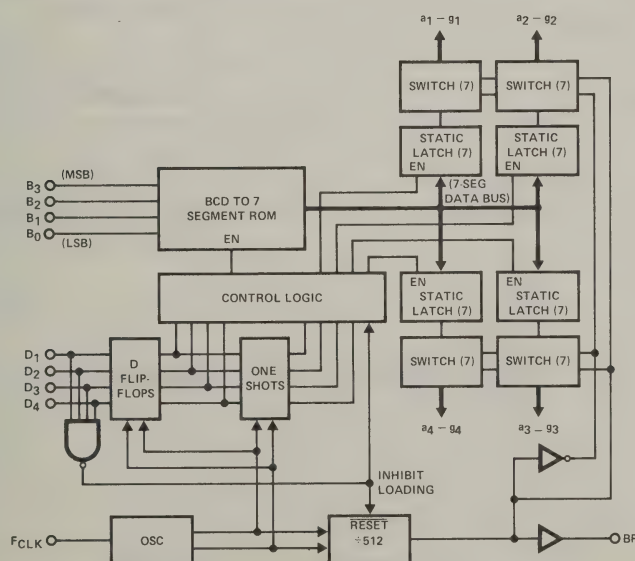 a1 – g1
a2 – g2
SWITCH (7)
SWITCH (7)
STATIC
LATCH (7)
EN
STATIC
LATCH (7)
EN
(MSB)
B3
B2
B1
B0
(LSB)
BCD TO 7
SEGMENT ROM
EN
(7-SEG
DATA BUS)
CONTROL LOGIC
EN
STATIC
LATCH (7)
EN
STATIC
LATCH (7)
D1
D2
D3
D4
D
FLIP-
FLOPS
ONE
SHOTS
SWITCH (7)
SWITCH (7)
a4 – g4
a3 – g3
INHIBIT
LOADING
FCLK
OSC
RESET
÷512